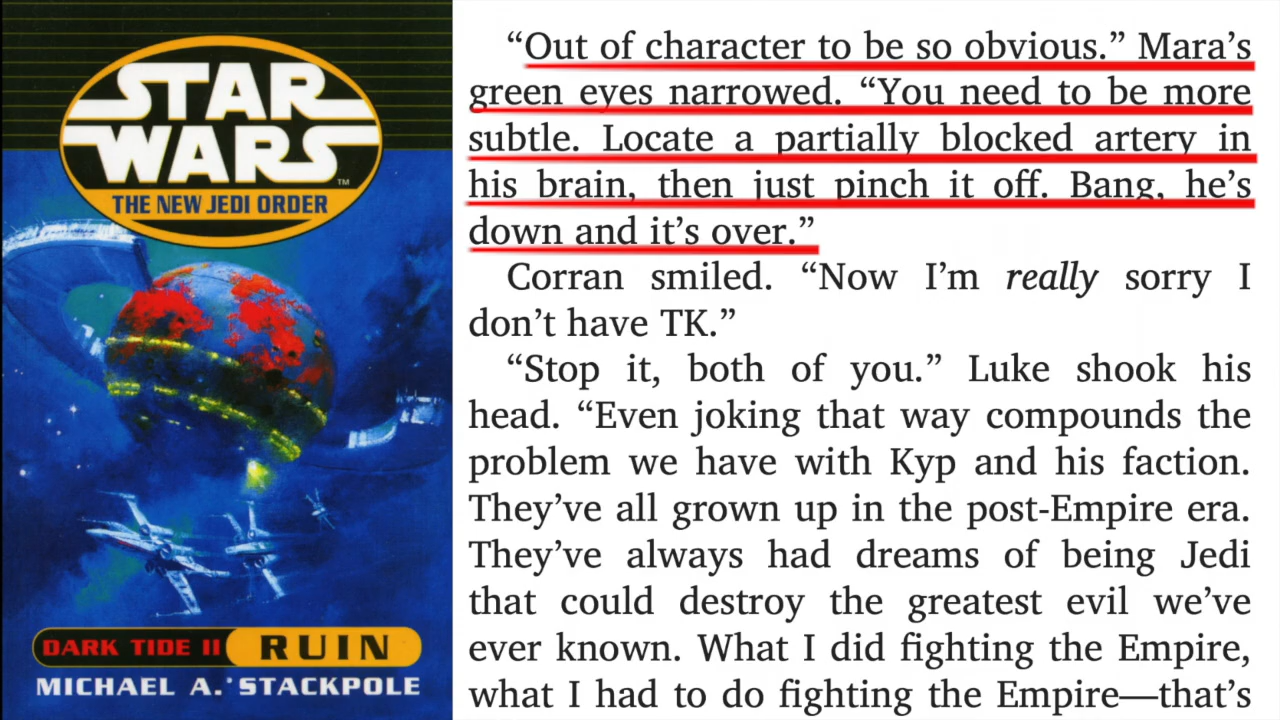 STAR
WARS
TM
THE NEW JEDI ORDER
DARK TIDE II RUIN
MICHAEL A. STACKPOLE
“Out of character to be so obvious.” Mara’s
green eyes narrowed. “You need to be more
subtle. Locate a partially blocked artery in
his brain, then just pinch it off. Bang, he’s
down and it’s over.”
Corran smiled. “Now I’m really sorry I
don’t have TK.”
“Stop it, both of you.” Luke shook his
head. “Even joking that way compounds the
problem we have with Kyp and his faction.
They’ve all grown up in the post-Empire era.
They’ve always had dreams of being Jedi
that could destroy the greatest evil we’ve
ever known. What I did fighting the Empire,
what I had to do fighting the Empire—that’s